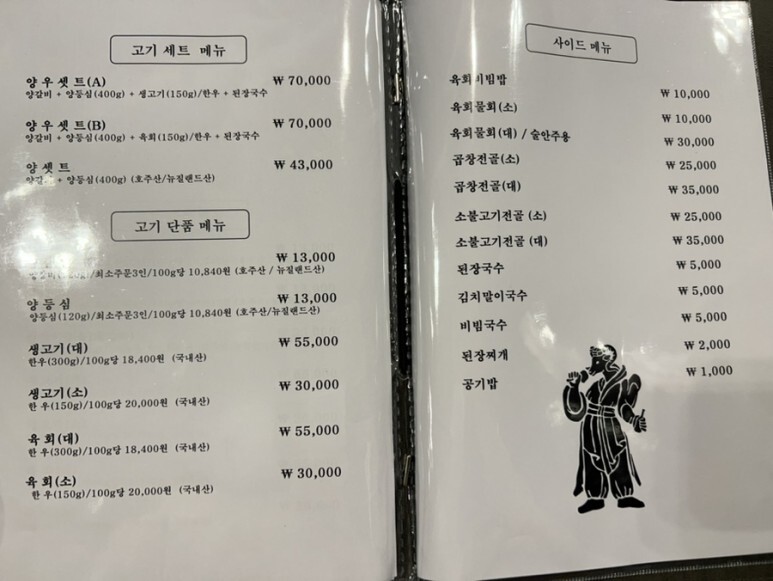 고기 세트 메뉴
양 우 셋 트(A) ₩ 70,000
양갈비 + 양등심(400g) + 생고기(150g)/한우 + 된장국수
양 우 셋 트(B) ₩ 70,000
양갈비 + 양등심(400g) + 육회(150g)/한우 + 된장국수
양 셋 트 ₩ 43,000
양갈비 + 양등심(400g) (호주산/뉴질랜드산)
고기 단품 메뉴
₩ 13,000
/최소주문3인/100g당 10,840원 (호주산 / 뉴질랜드산)
양 등 심 ₩ 13,000
양등심(120g)/최소주문3인/100g당 10,840원 (호주산/뉴질랜드산)
생고기(대) ₩ 55,000
한우(300g)/100g당 18,400원 (국내산)
생고기(소) ₩ 30,000
한 우(150g)/100g당 20,000원 (국내산)
육 회(대) ₩ 55,000
한 우(300g)/100g당 18,400원 (국내산)
육 회(소) ₩ 30,000
한 우(150g)/100g당 20,000원 (국내산)
사이드 메뉴
육회비빔밥 ₩ 10,000
육회물회(소) ₩ 10,000
육회물회(대) / 술안주용 ₩ 30,000
곱창전골(소) ₩ 25,000
곱창전골(대) ₩ 35,000
소불고기전골 (소) ₩ 25,000
소불고기전골 (대) ₩ 35,000
된장국수 ₩ 5,000
김치말이국수 ₩ 5,000
비빔국수 ₩ 5,000
된장찌개 ₩ 2,000
공기밥 ₩ 1,000